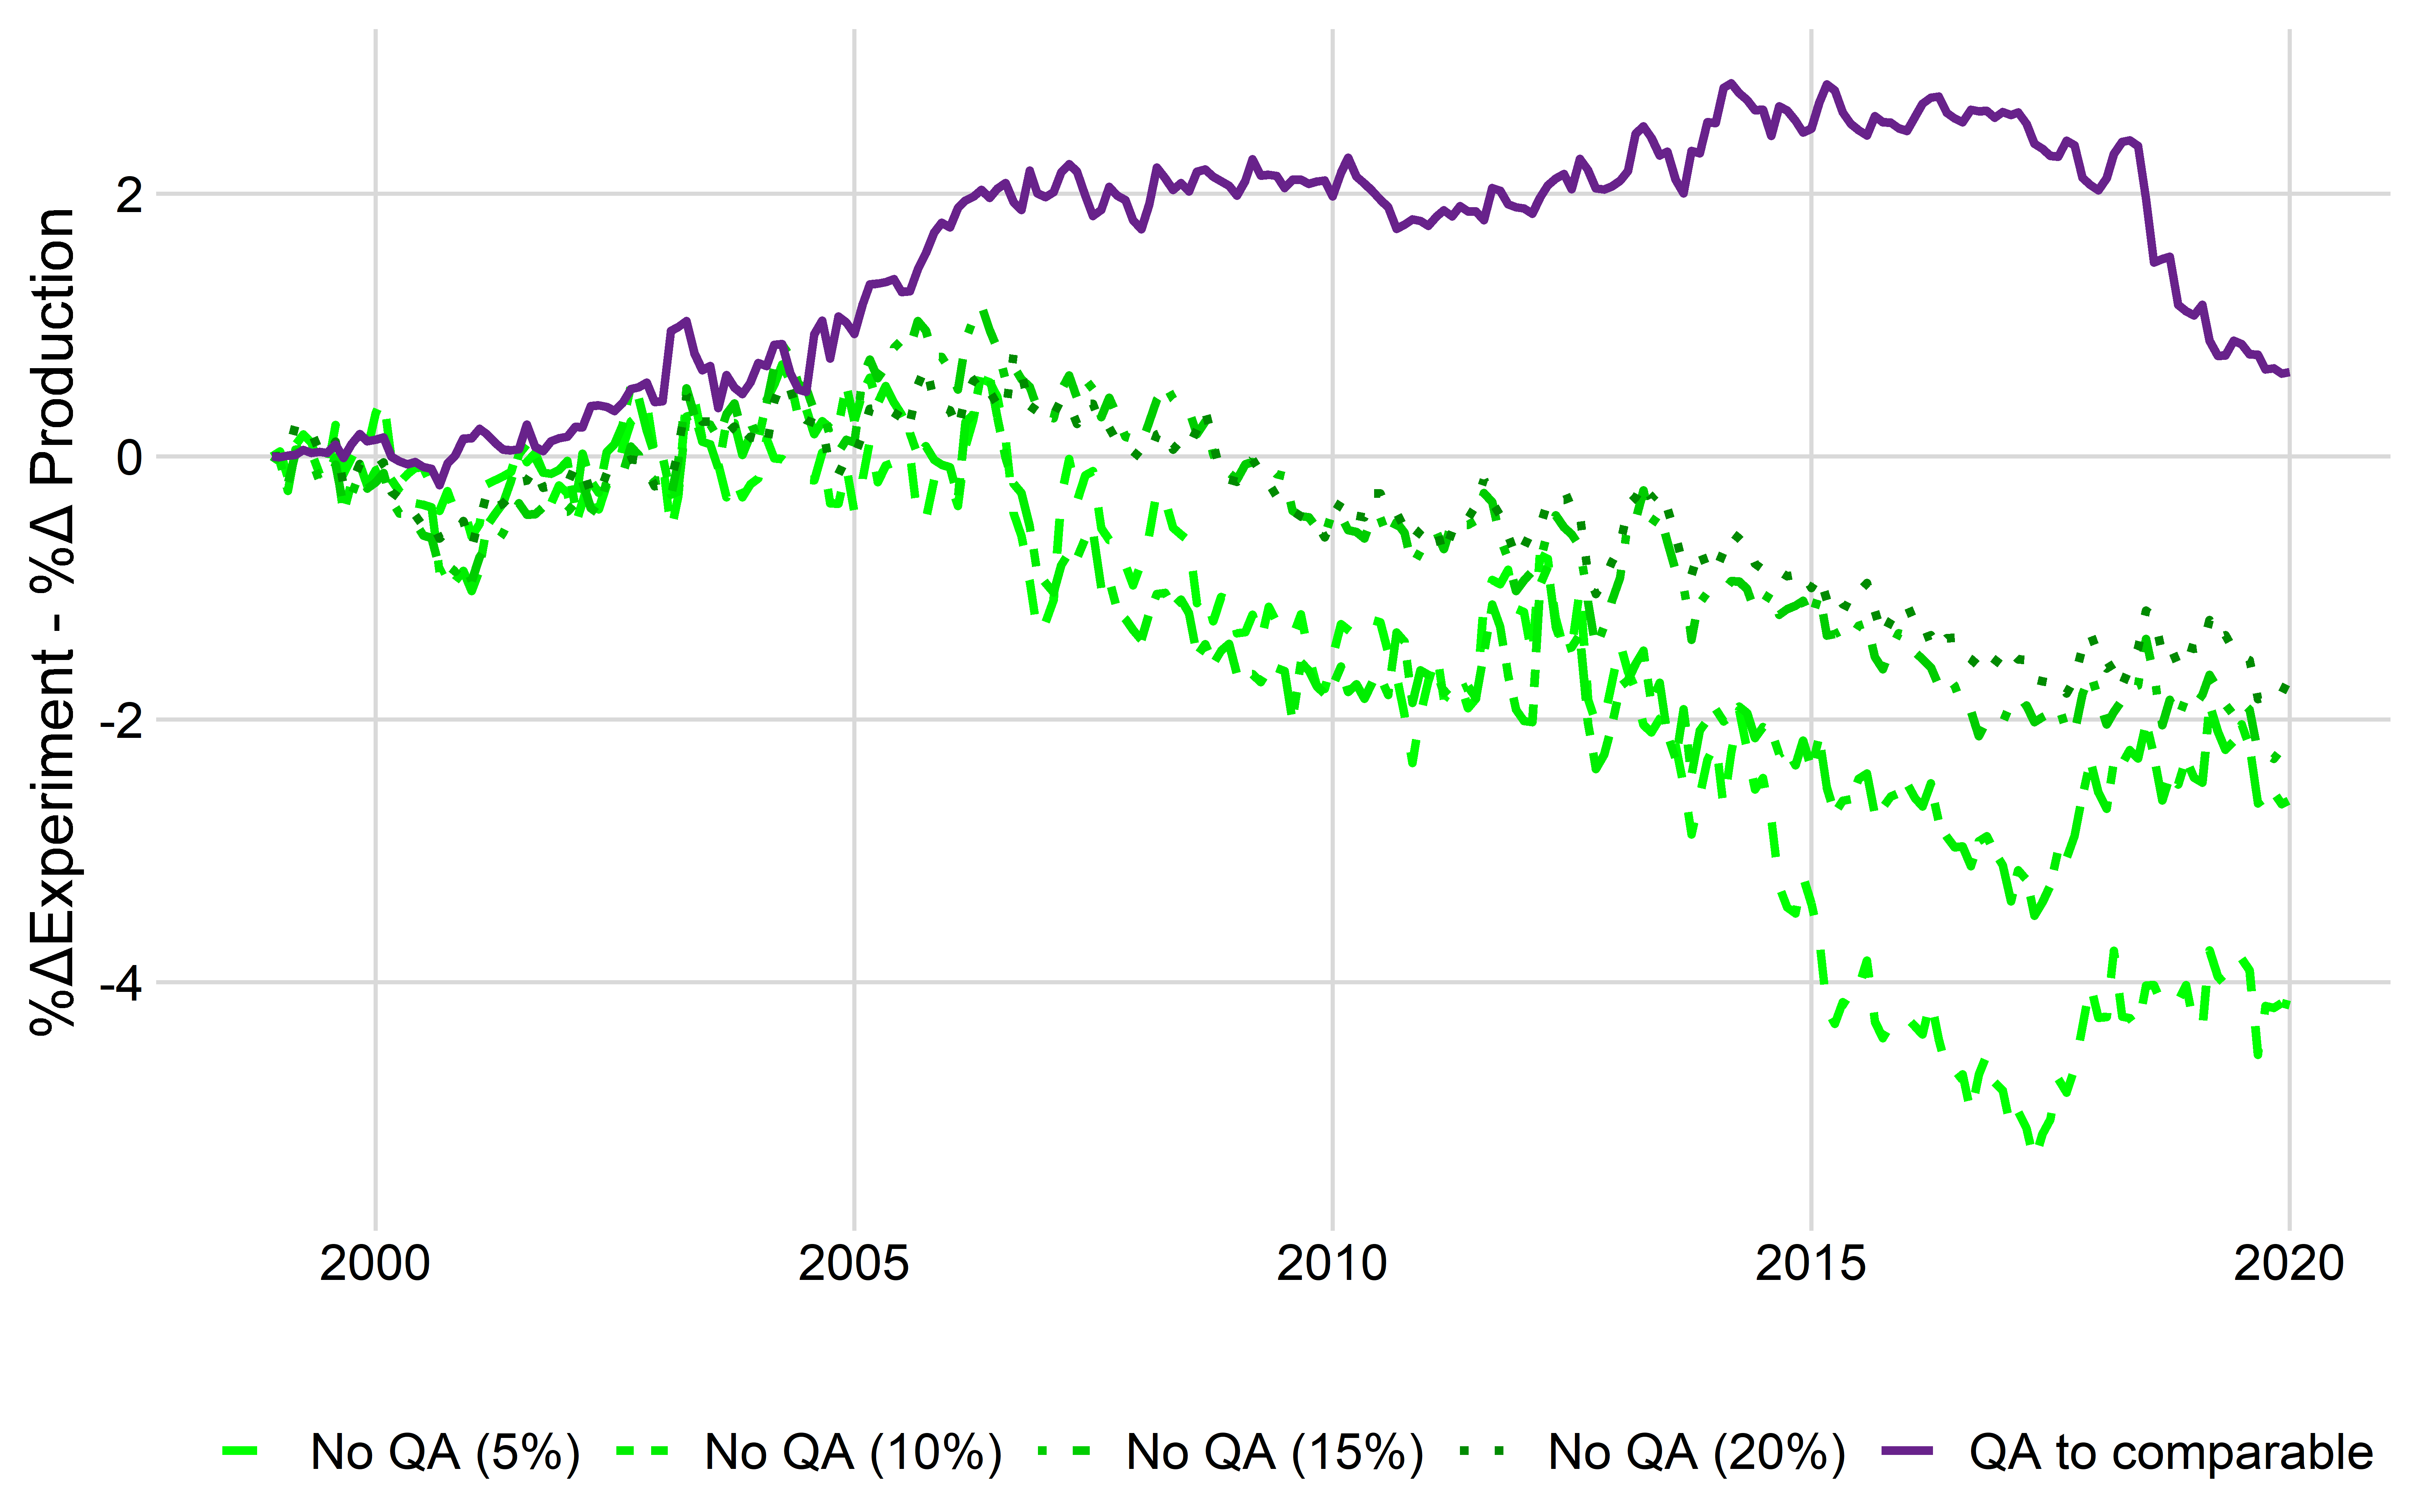 %ΔExperiment - %Δ Production
2
0
-2
-4
2000 2005 2010 2015 2020
No QA (5%) No QA (10%) No QA (15%) No QA (20%) QA to comparable